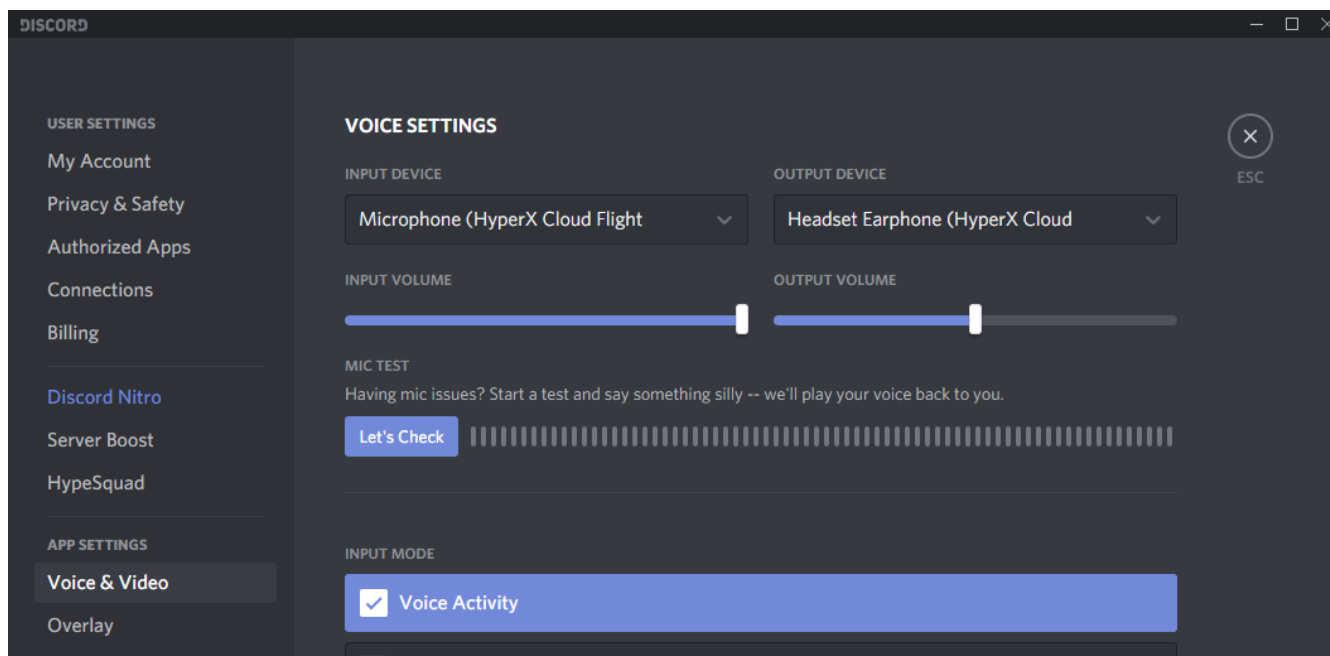 DISCORD
USER SETTINGS
My Account
Privacy & Safety
Authorized Apps
Connections
Billing
Discord Nitro
Server Boost
HypeSquad
APP SETTINGS
Voice & Video
Overlay
VOICE SETTINGS
ESC
INPUT DEVICE
Microphone (HyperX Cloud Flight
OUTPUT DEVICE
Headset Earphone (HyperX Cloud
INPUT VOLUME
OUTPUT VOLUME
MIC TEST
Having mic issues? Start a test and say something silly -- we'll play your voice back to you.
Let's Check
INPUT MODE
Voice Activity